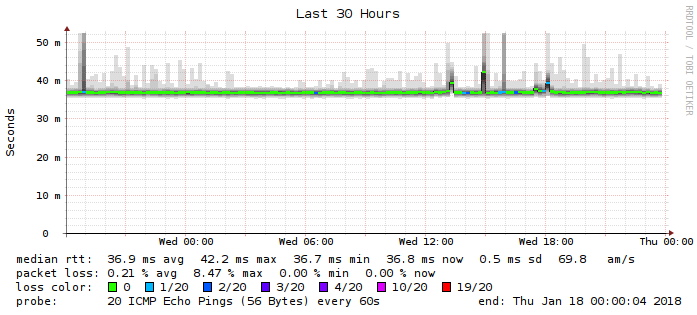 Last 30 Hours
RRDTOOL / TOBI OETIKER
Seconds
50 m
40 m
30 m
20 m
10 m
0
Wed 00:00 Wed 06:00 Wed 12:00 Wed 18:00 Thu 00:00
median rtt: 36.9 ms avg 42.2 ms max 36.7 ms min 36.8 ms now 0.5 ms sd 69.8 am/s
packet loss: 0.21 % avg 8.47 % max 0.00 % min 0.00 % now
loss color: 0 1/20 2/20 3/20 4/20 10/20 19/20
probe: 20 ICMP Echo Pings (56 Bytes) every 60s end: Thu Jan 18 00:00:04 2018